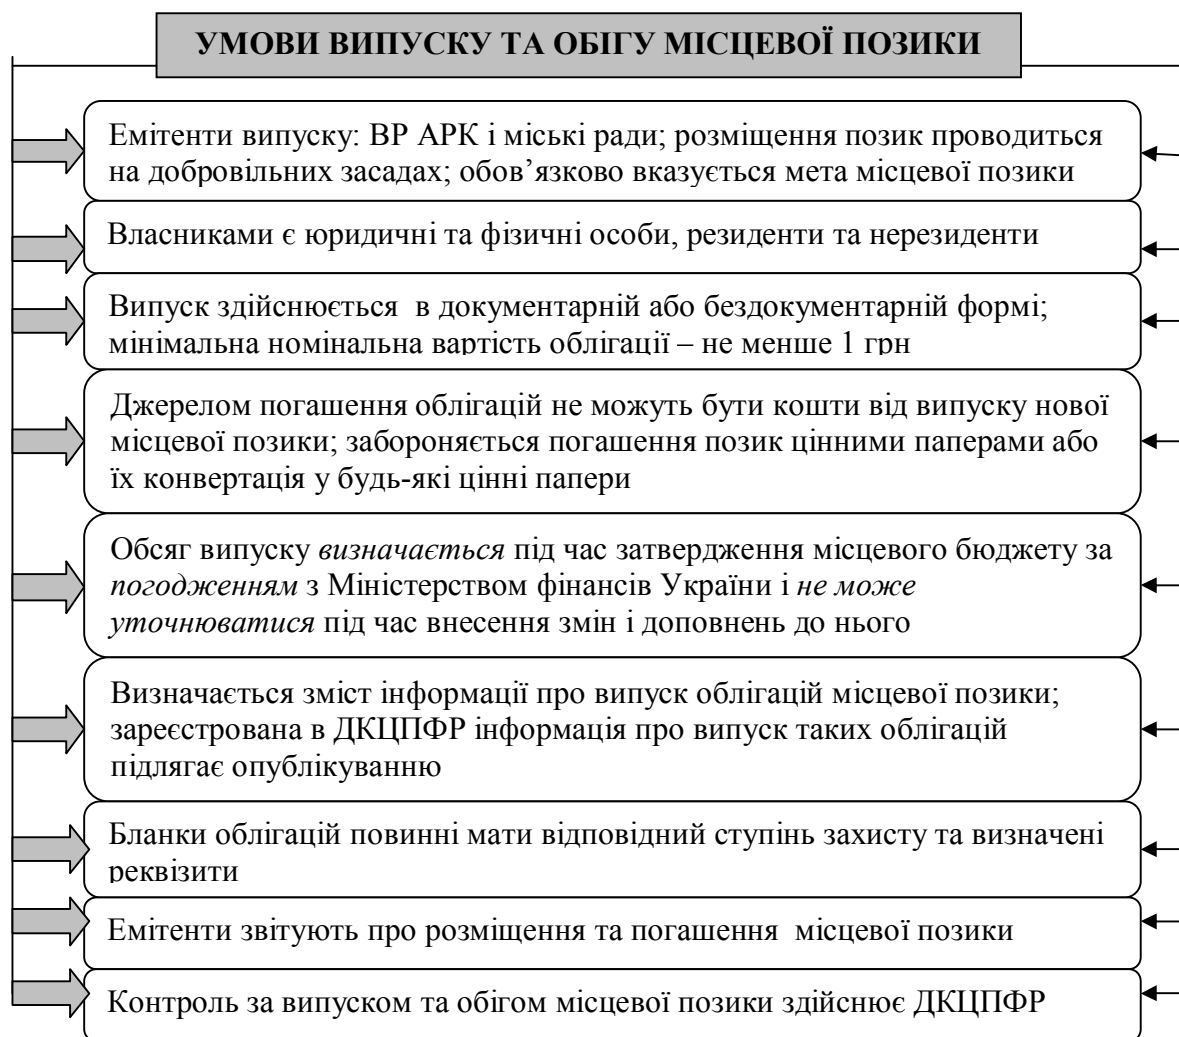 УМОВИ ВИПУСКУ ТА ОБІГУ МІСЦЕВОЇ ПОЗИКИ
Емітенти випуску: ВР АРК і міські ради; розміщення позик проводиться
на добровільних засадах; обов’язково вказується мета місцевої позики
Власниками є юридичні та фізичні особи, резиденти та нерезиденти
Випуск здійснюється в документарній або бездокументарній формі;
мінімальна номінальна вартість облігації – не менше 1 грн
Джерелом погашення облігацій не можуть бути кошти від випуску нової
місцевої позики; забороняється погашення позик цінними паперами або
їх конвертація у будь-які цінні папери
Обсяг випуску визначається під час затвердження місцевого бюджету за
погодженням з Міністерством фінансів України і не може
уточнюватися під час внесення змін і доповнень до нього
Визначається зміст інформації про випуск облігацій місцевої позики;
зареєстрована в ДКЦПФР інформація про випуск таких облігацій
підлягає опублікуванню
Бланки облігацій повинні мати відповідний ступінь захисту та визначені
реквізити
Емітенти звітують про розміщення та погашення місцевої позики
Контроль за випуском та обігом місцевої позики здійснює ДКЦПФР